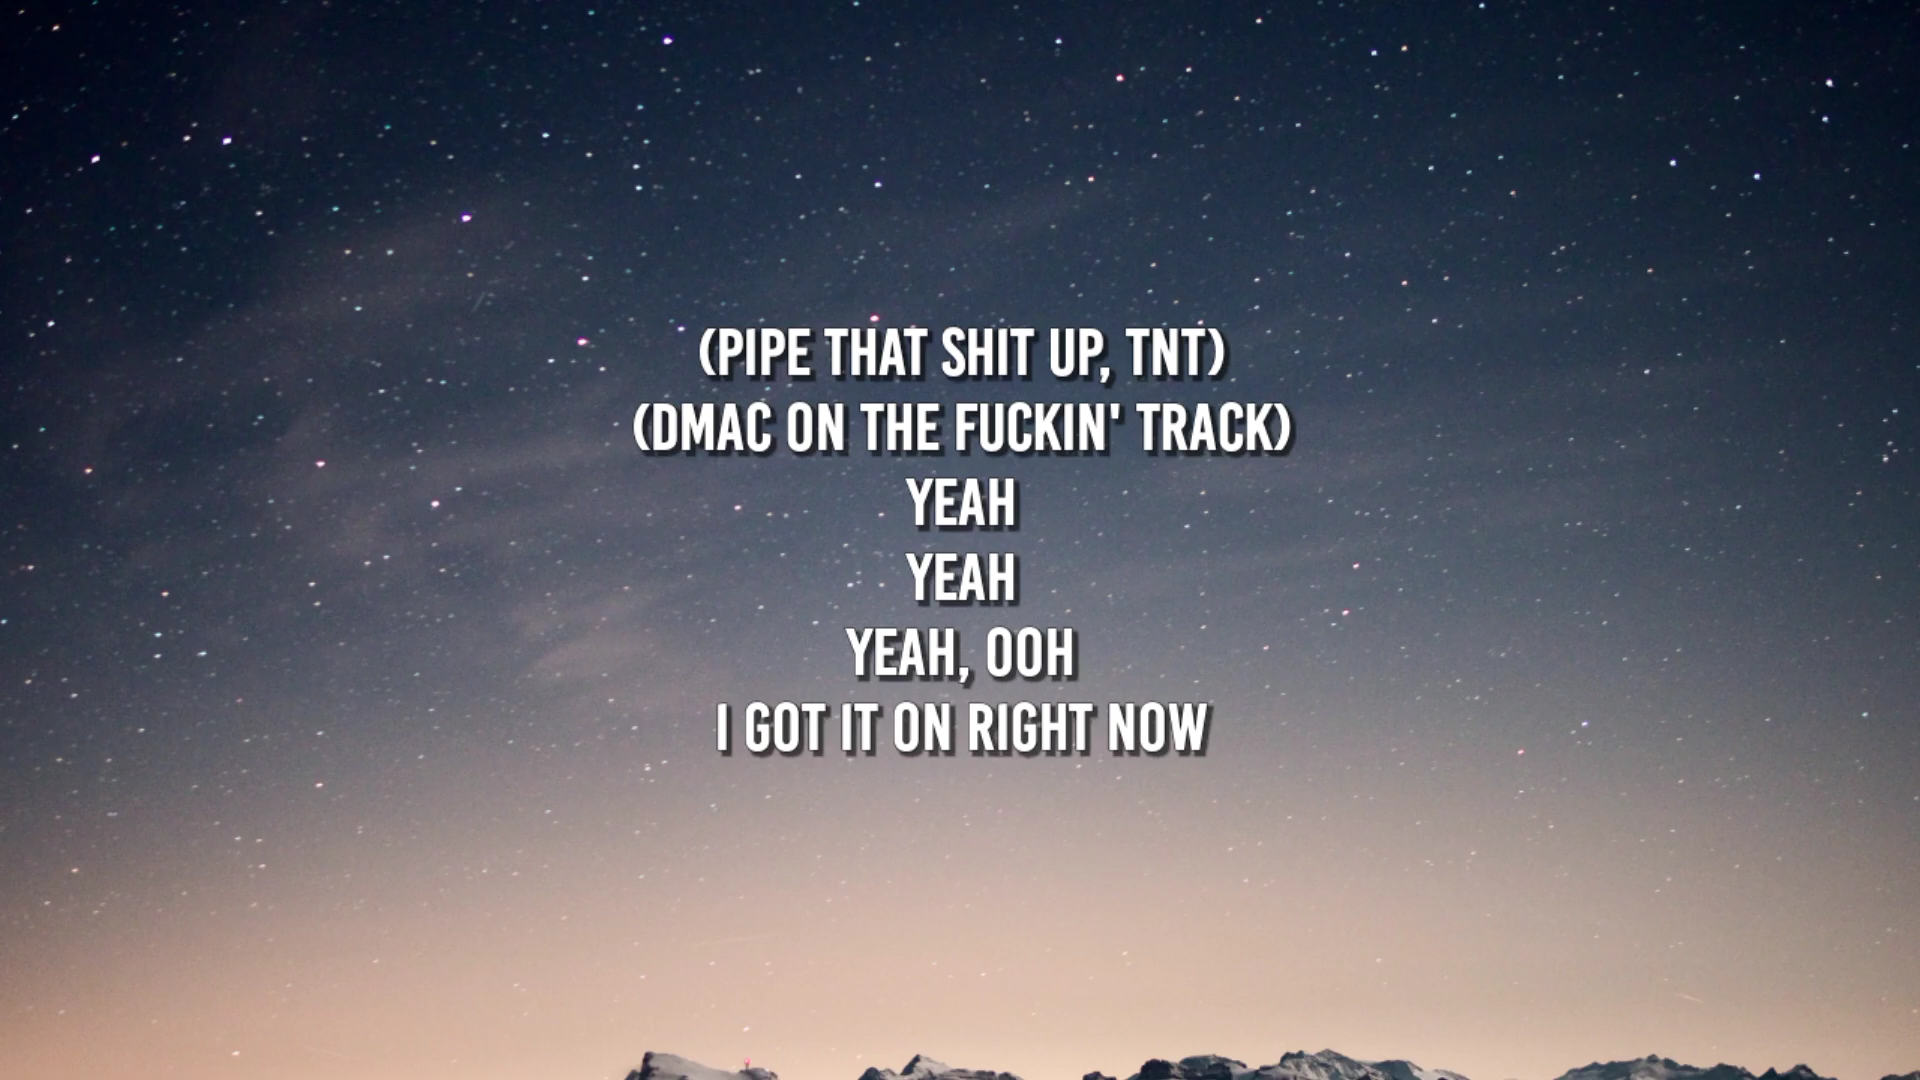 (PIPE THAT SHIT UP, TNT)
(DMAC ON THE FUCKIN' TRACK)
YEAH
YEAH
YEAH, OOH
I GOT IT ON RIGHT NOW